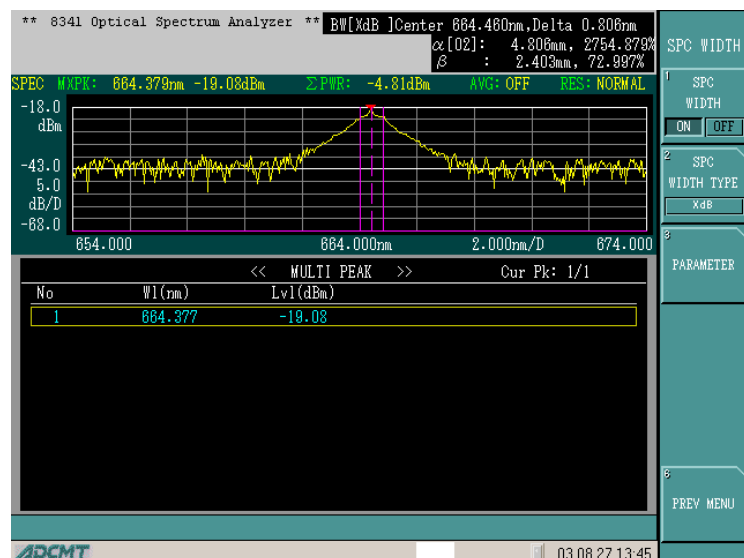 ** 8341 Optical Spectrum Analyzer **
BW[XdB ]Center 664.460nm,Delta 0.806nm
α[02]: 4.806mm, 2754.879%
β : 2.403mm, 72.997%
SPEC MXPK: 664.379nm -19.08dBm ΣPWR: -4.81dBm AVG: OFF RES: NORMAL
-18.0
dBm
-43.0
5.0
dB/D
-68.0
654.000 664.000nm 2.000nm/D 674.000
<< MULTI PEAK >> Cur Pk: 1/1
No Wl(nm) Lvl(dBm)
1 664.377 -19.08
SPC WIDTH
1 SPC
WIDTH
ON OFF
2 SPC
WIDTH TYPE
XdB
3
PARAMETER
6
PREV MENU
ADCMT
03.08.27 13:45